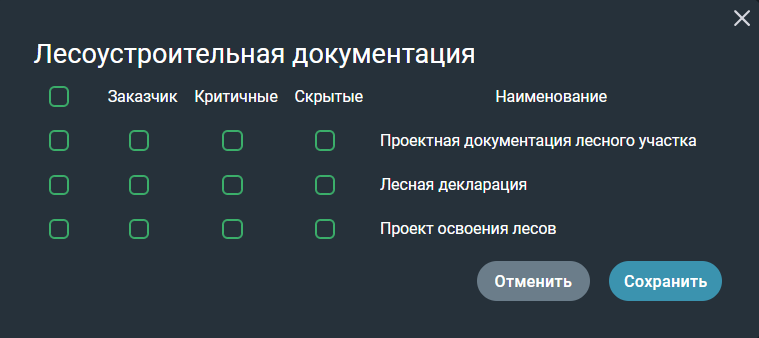 Лесоустроительная документация
Заказчик Критичные Скрытые Наименование
Проектная документация лесного участка
Лесная декларация
Проект освоения лесов
Отменить Сохранить